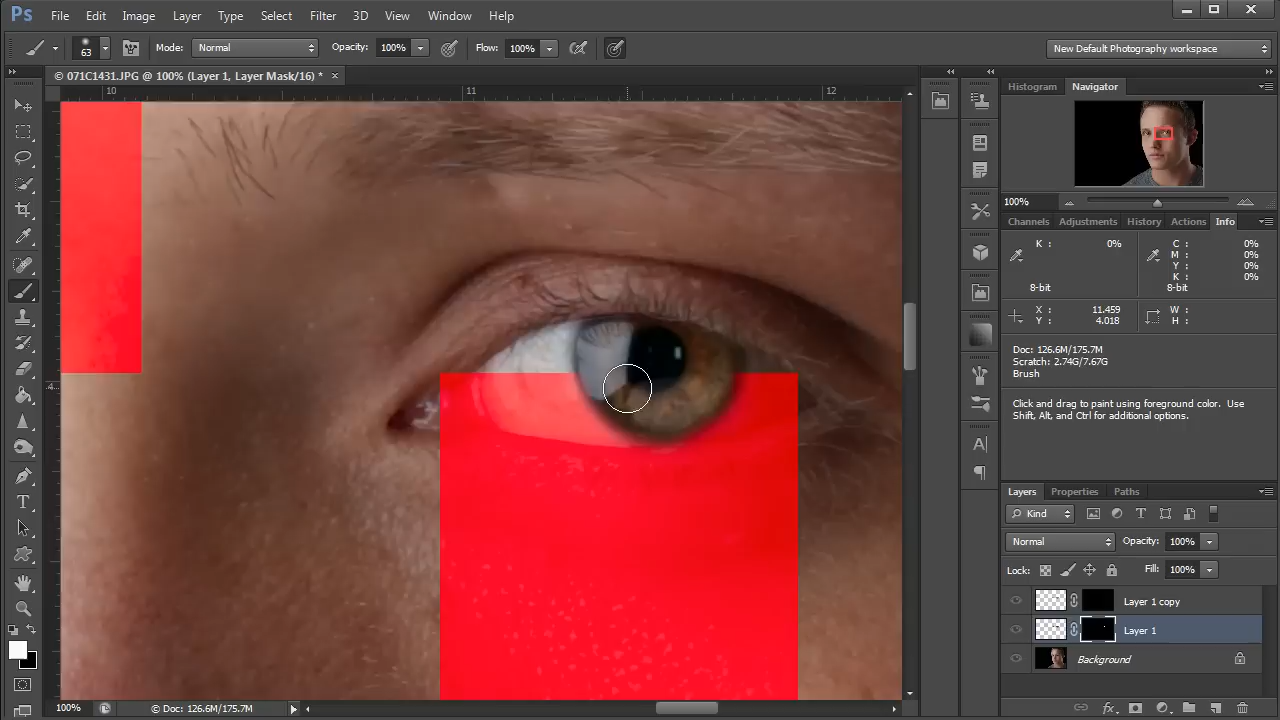 Ps File Edit Image Layer Type Select Filter 3D View Window Help
63 Mode: Normal Opacity: 100% Flow: 100% New Default Photography workspace
© 071C1431.JPG @ 100% (Layer 1, Layer Mask/16) * ×
10 11 12
4
Histogram Navigator
100%
Channels Adjustments History Actions Info
K : 0% C : 0%
M : 0%
Y : 0%
K : 0%
8-bit 8-bit
X : 11.459 W :
Y : 4.018 H :
Doc: 126.6M/175.7M
Scratch: 2.74G/7.67G
Brush
Click and drag to paint using foreground color. Use
Shift, Alt, and Ctrl for additional options.
Layers Properties Paths
Kind
Normal Opacity: 100%
Lock: Fill: 100%
Layer 1 copy
Layer 1
Background
fx
100% © Doc: 126.6M/175.7M